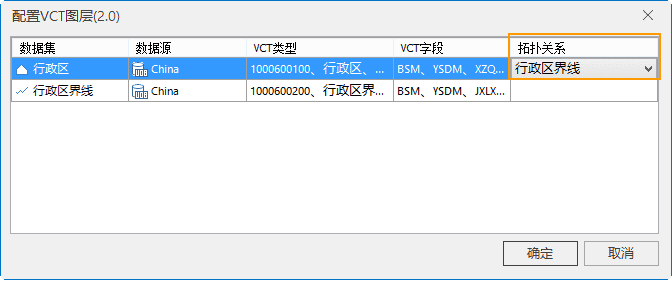 配置VCT图层(2.0)
数据集 数据源 VCT类型 VCT字段 拓扑关系
行政区 China 1000600100、行政区、... BSM、YSDM、XZQ... 行政区界线
行政区界线 China 1000600200、行政区界... BSM、YSDM、JXLX...
确定 取消